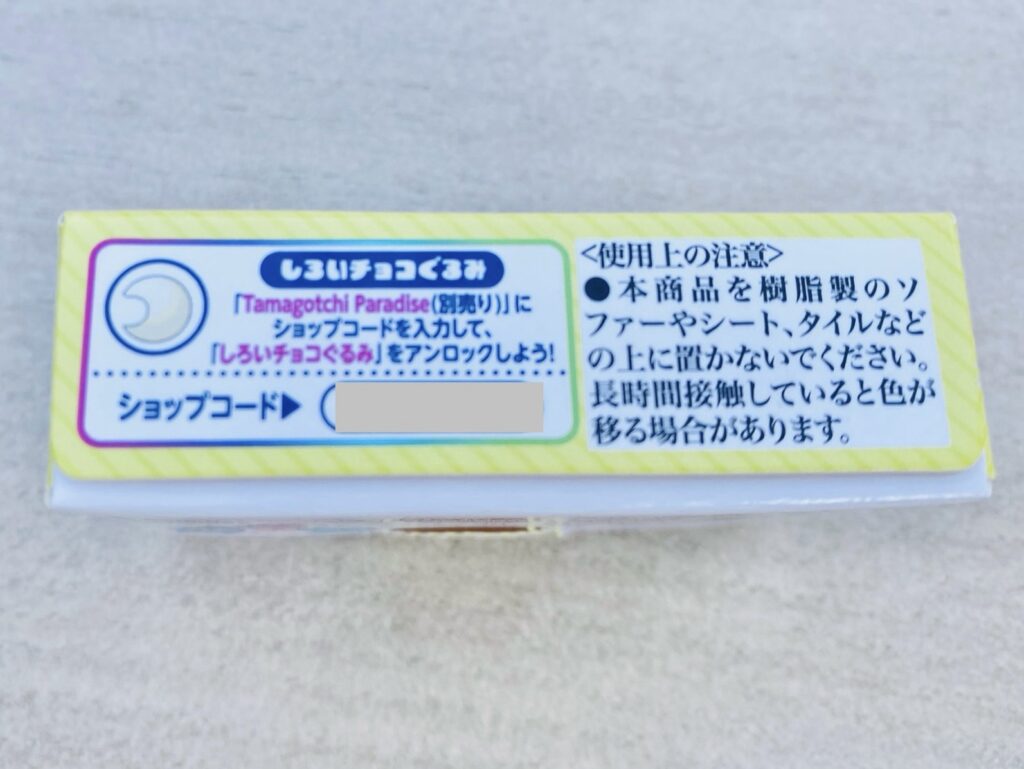 しろいチョコぐるみ
「Tamagotchi Paradise(別売り)」に
ショップコードを入力して、
「しろいチョコぐるみ」をアンロックしよう!
ショップコード▶
<使用上の注意>
●本商品を樹脂製のソ
ファーやシート、タイルなど
の上に置かないでください。
長時間接触していると色が
移る場合があります。